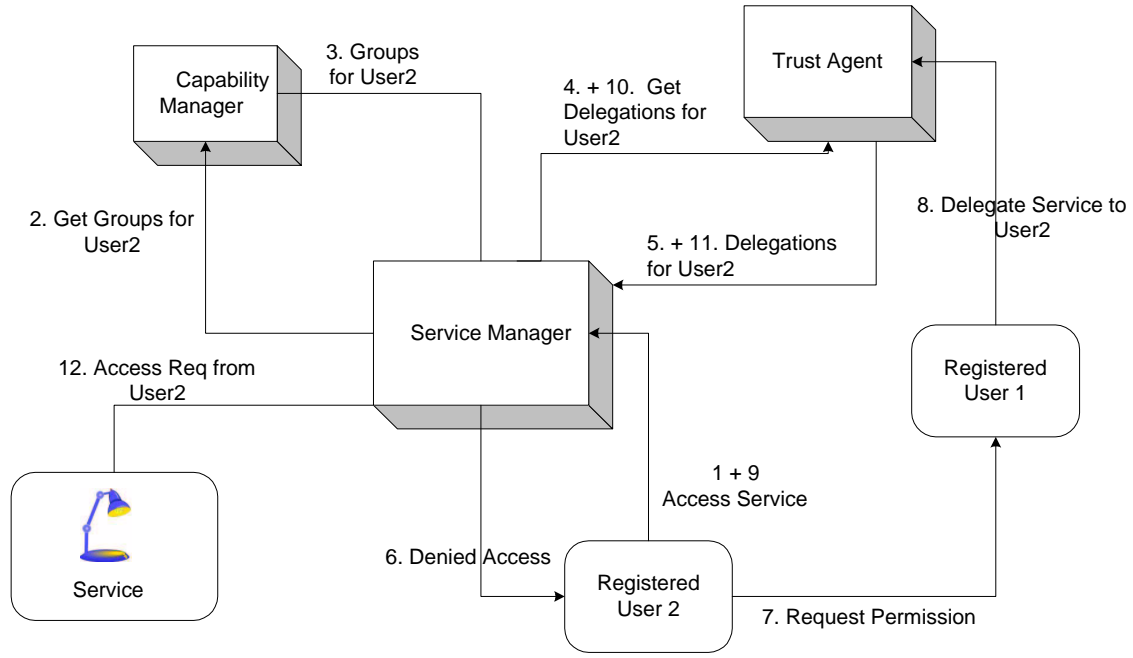 3. Groups
for User2
Capability
Manager
Trust Agent
4. + 10. Get
Delegations for
User2
2. Get Groups for
User2
8. Delegate Service to
User2
5. + 11. Delegations
for User2
Service Manager
12. Access Req from
User2
Registered
User 1
1 + 9
Access Service
6. Denied Access
Service
Registered
User 2
7. Request Permission